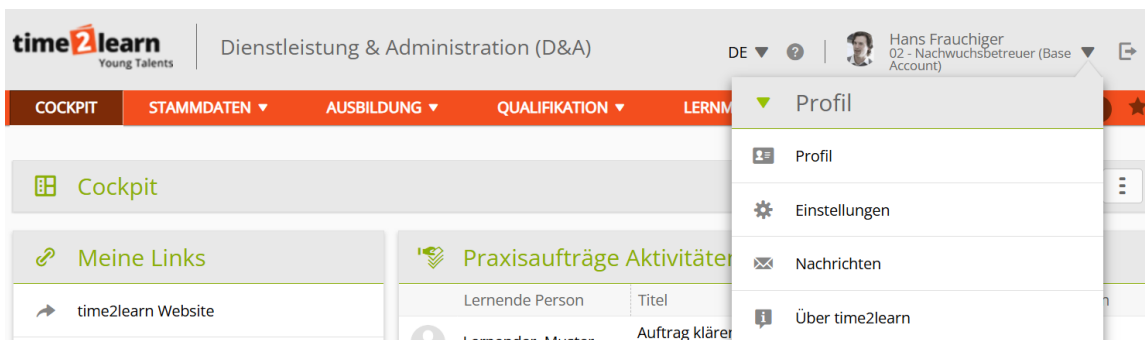 time2learn
Young Talents
Dienstleistung & Administration (D&A)
DE
Hans Frauchiger
02 - Nachwuchsbetreuer (Base
Account)
COCKPIT STAMMDATEN AUSBILDUNG QUALIFIKATION LERNM
Profil
Profil
Einstellungen
Nachrichten
Über time2learn
Cockpit
Meine Links
time2learn Website
Praxisaufträge Aktivitäten
Lernende Person Titel
Auftrag klären
Lernender, Muster